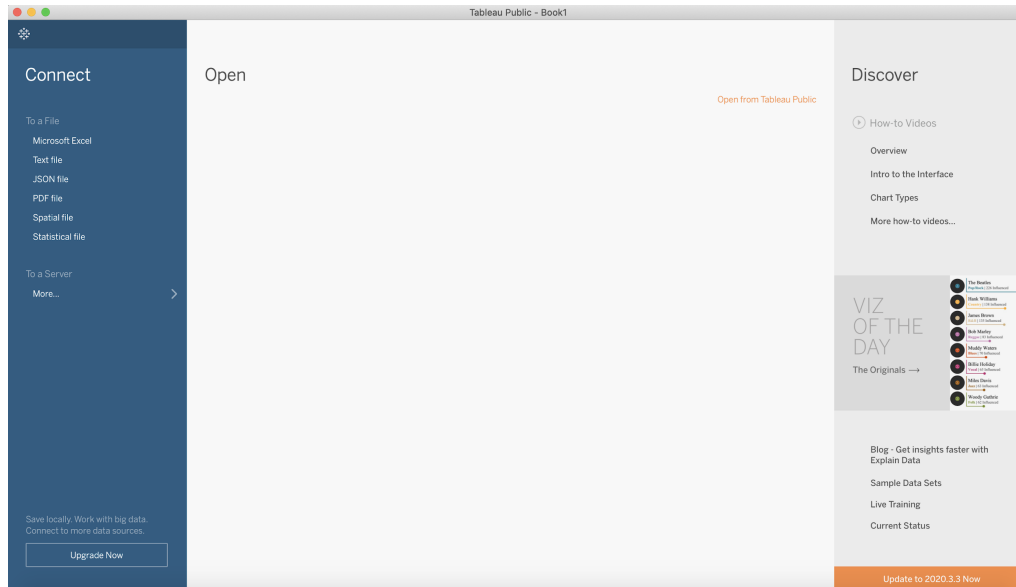 Tableau Public - Book1
Connect
To a File
Microsoft Excel
Text file
JSON file
PDF file
Spatial file
Statistical file
To a Server
More...
Save locally. Work with big data.
Connect to more data sources.
Upgrade Now
Open
Open from Tableau Public
Discover
How-to Videos
Overview
Intro to the Interface
Chart Types
More how-to videos...
VIZ
OF THE
DAY
The Originals →
The Beatles
Hank Williams
James Brown
Bob Marley
Muddy Waters
Billie Holiday
Miles Davis
Woody Guthrie
Blog - Get insights faster with
Explain Data
Sample Data Sets
Live Training
Current Status
Update to 2020.3.3 Now